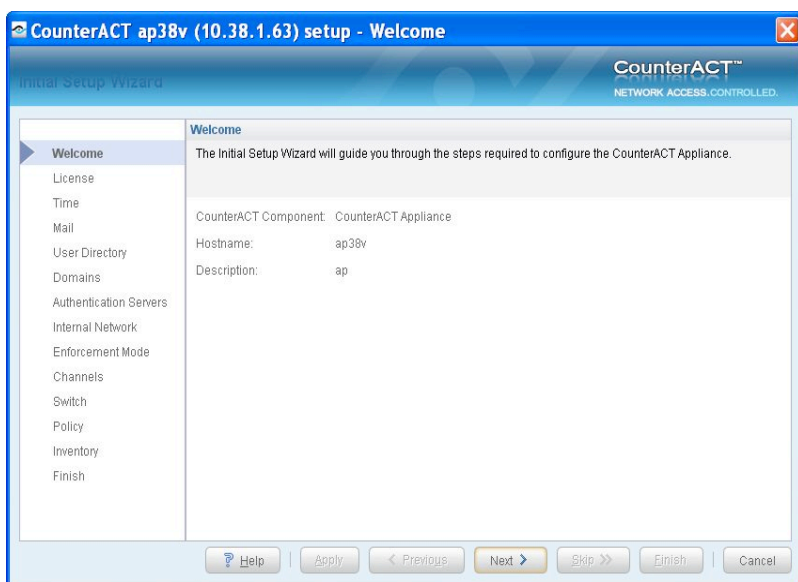 CounterACT ap38v (10.38.1.63) setup - Welcome
Initial Setup Wizard
CounterACT™
NETWORK ACCESS.CONTROLLED.
Welcome
License
Time
Mail
User Directory
Domains
Authentication Servers
Internal Network
Enforcement Mode
Channels
Switch
Policy
Inventory
Finish
Welcome
The Initial Setup Wizard will guide you through the steps required to configure the CounterACT Appliance.
CounterACT Component: CounterACT Appliance
Hostname: ap38v
Description: ap
Help
Apply
< Previous
Next >
Skip >>
Finish
Cancel